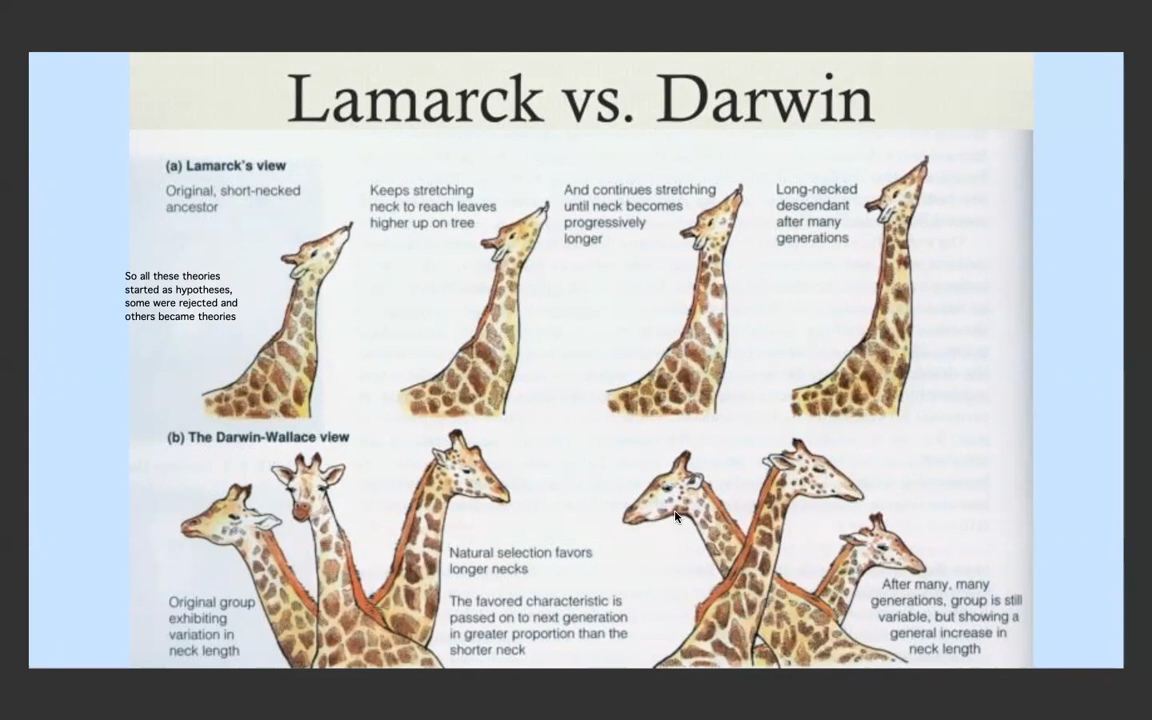 Lamarck vs. Darwin
(a) Lamarck's view
Original, short-necked
ancestor
Keeps stretching
neck to reach leaves
higher up on tree
And continues stretching
until neck becomes
progressively
longer
Long-necked
descendant
after many
generations
So all these theories
started as hypotheses,
some were rejected and
others became theories
(b) The Darwin-Wallace view
Original group
exhibiting
variation in
neck length
Natural selection favors
longer necks
The favored characteristic is
passed on to next generation
in greater proportion than the
shorter neck
After many, many
generations, group is still
variable, but showing a
general increase in
neck length